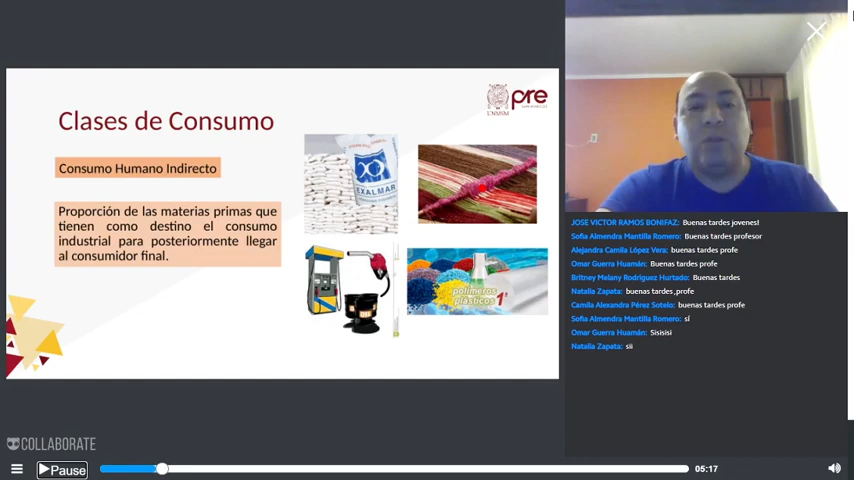 pre
UNMSM
Clases de Consumo
Consumo Humano Indirecto
Proporción de las materias primas que
tienen como destino el consumo
industrial para posteriormente llegar
al consumidor final.
EXALMAR
polímeros
plásticos 1'
JOSE VICTOR RAMOS BONIFAZ: Buenas tardes jovenes!
Sofia Almendra Mantilla Romero: Buenas tardes profesor
Alejandra Camila López Vera: buenas tardes profe
Omar Guerra Huamán: Buenas tardes profe
Britney Melany Rodriguez Hurtado: Buenas tardes
Natalia Zapata: buenas tardes,profe
Camila Alexandra Pérez Sotelo: buenas tardes profe
Sofia Almendra Mantilla Romero: sí
Omar Guerra Huamán: Sisisisi
Natalia Zapata: sii
COLLABORATE
Pause
05:17